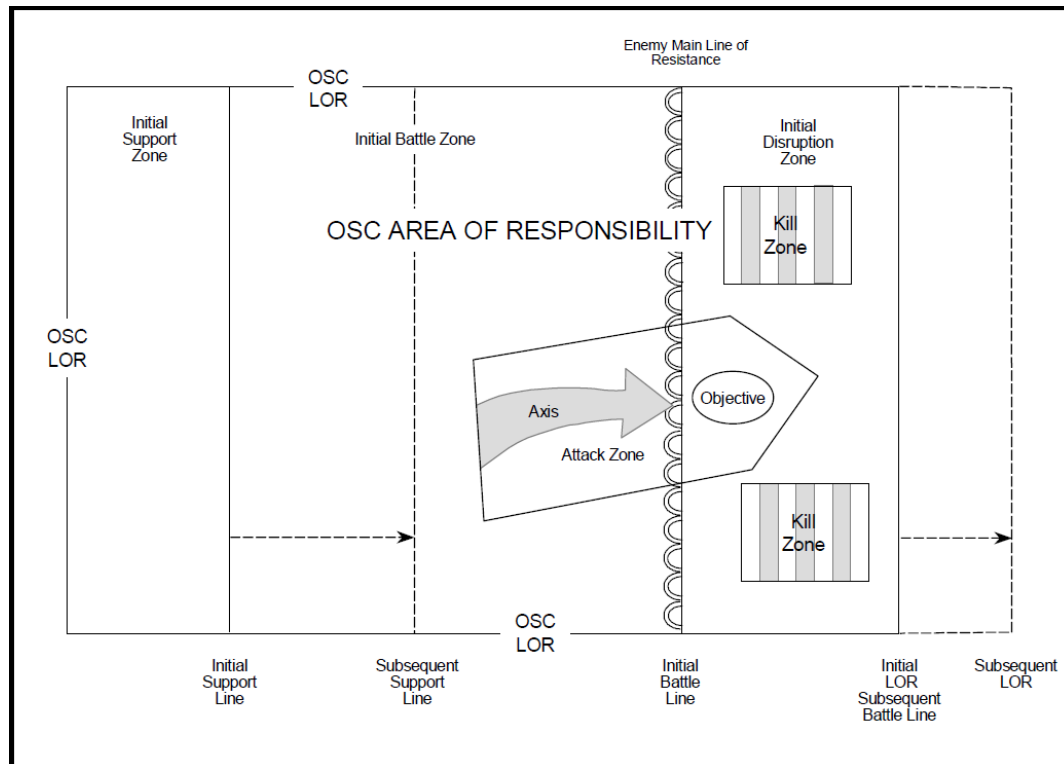 Enemy Main Line of
Resistance
OSC
LOR
Initial
Support
Zone
Initial Battle Zone
Initial
Disruption
Zone
OSC AREA OF RESPONSIBILITY
Kill
Zone
OSC
LOR
Axis
Objective
Attack Zone
Kill
Zone
OSC
LOR
Initial
Support
Line
Subsequent
Support
Line
Initial
Battle
Line
Initial
LOR
Subsequent
Battle Line
Subsequent
LOR